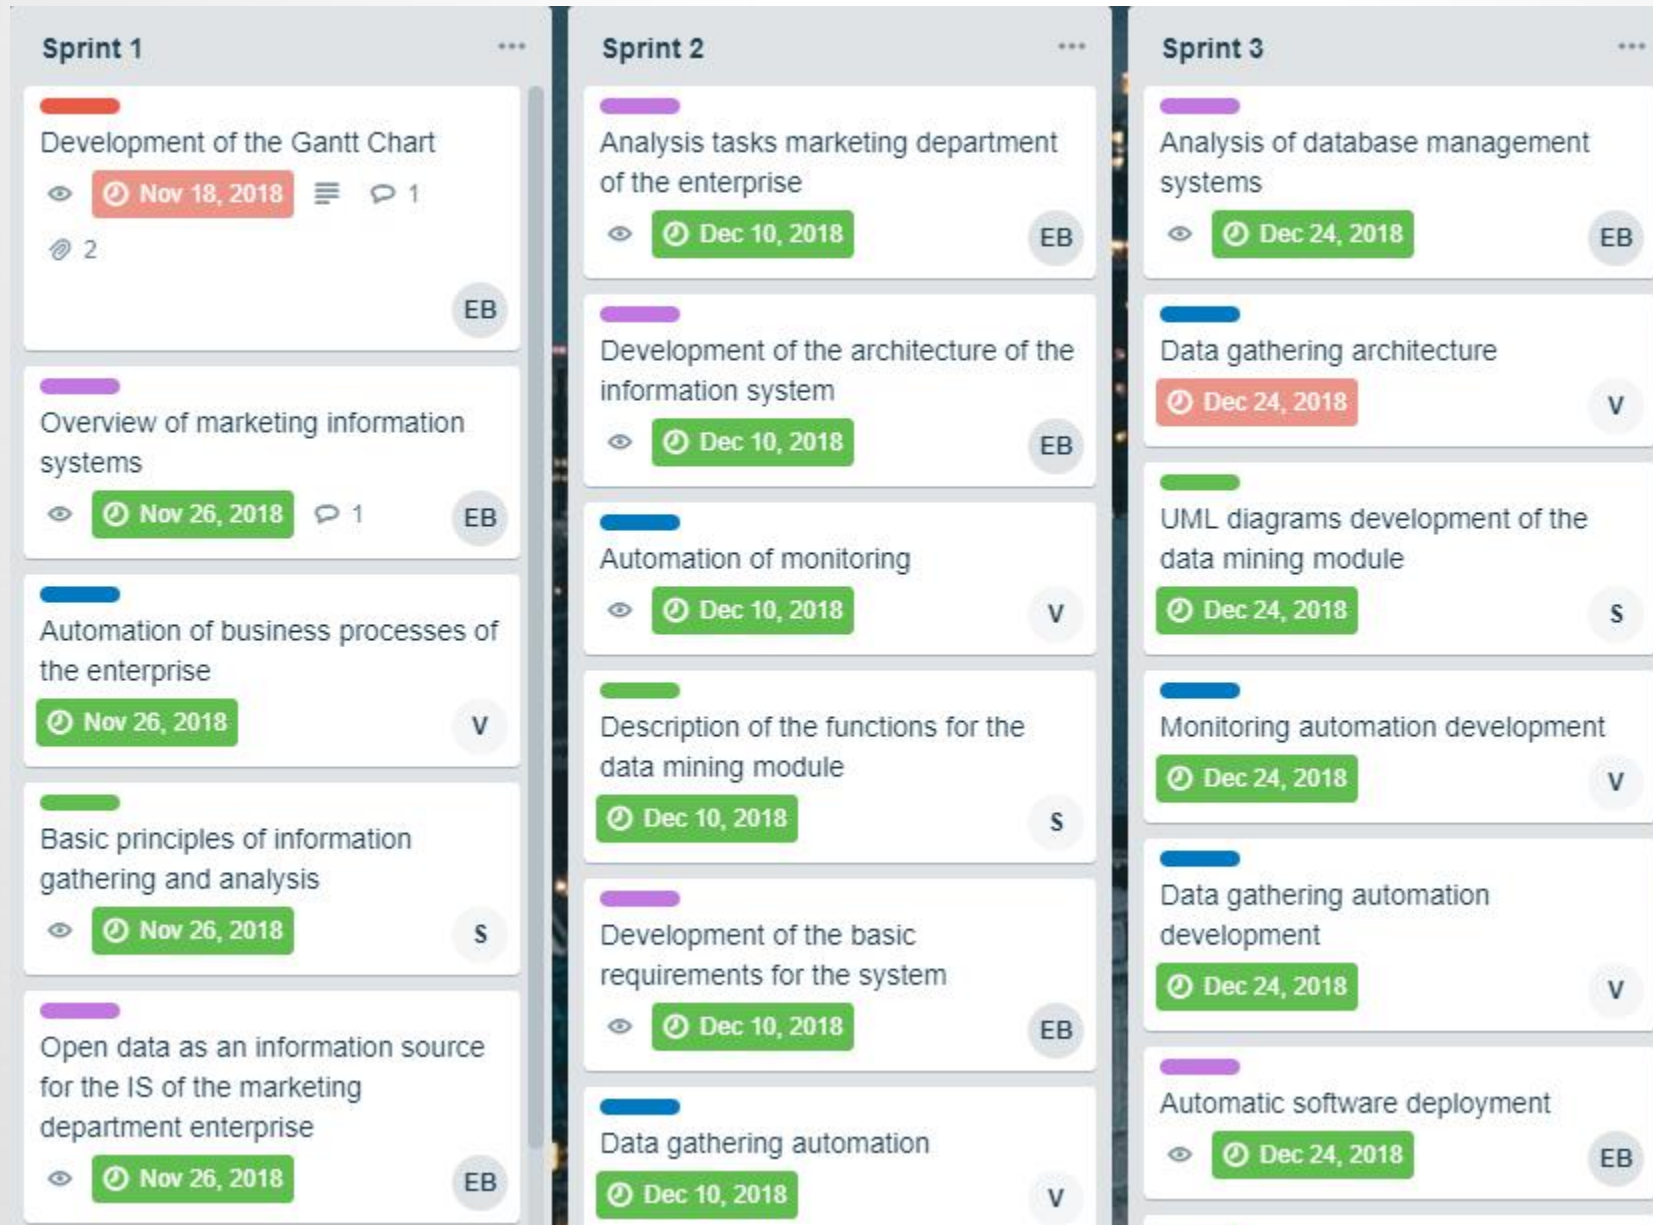 Sprint 1
Development of the Gantt Chart
Nov 18, 2018 1
2
EB
Overview of marketing information
systems
Nov 26, 2018 1 EB
Automation of business processes of
the enterprise
Nov 26, 2018 V
Basic principles of information
gathering and analysis
Nov 26, 2018 S
Open data as an information source
for the IS of the marketing
department enterprise
Nov 26, 2018 EB
Sprint 2
Analysis tasks marketing department
of the enterprise
Dec 10, 2018 EB
Development of the architecture of the
information system
Dec 10, 2018 EB
Automation of monitoring
Dec 10, 2018 V
Description of the functions for the
data mining module
Dec 10, 2018 S
Development of the basic
requirements for the system
Dec 10, 2018 EB
Data gathering automation
Dec 10, 2018 V
Sprint 3
Analysis of database management
systems
Dec 24, 2018 EB
Data gathering architecture
Dec 24, 2018 V
UML diagrams development of the
data mining module
Dec 24, 2018 S
Monitoring automation development
Dec 24, 2018 V
Data gathering automation
development
Dec 24, 2018 V
Automatic software deployment
Dec 24, 2018 EB